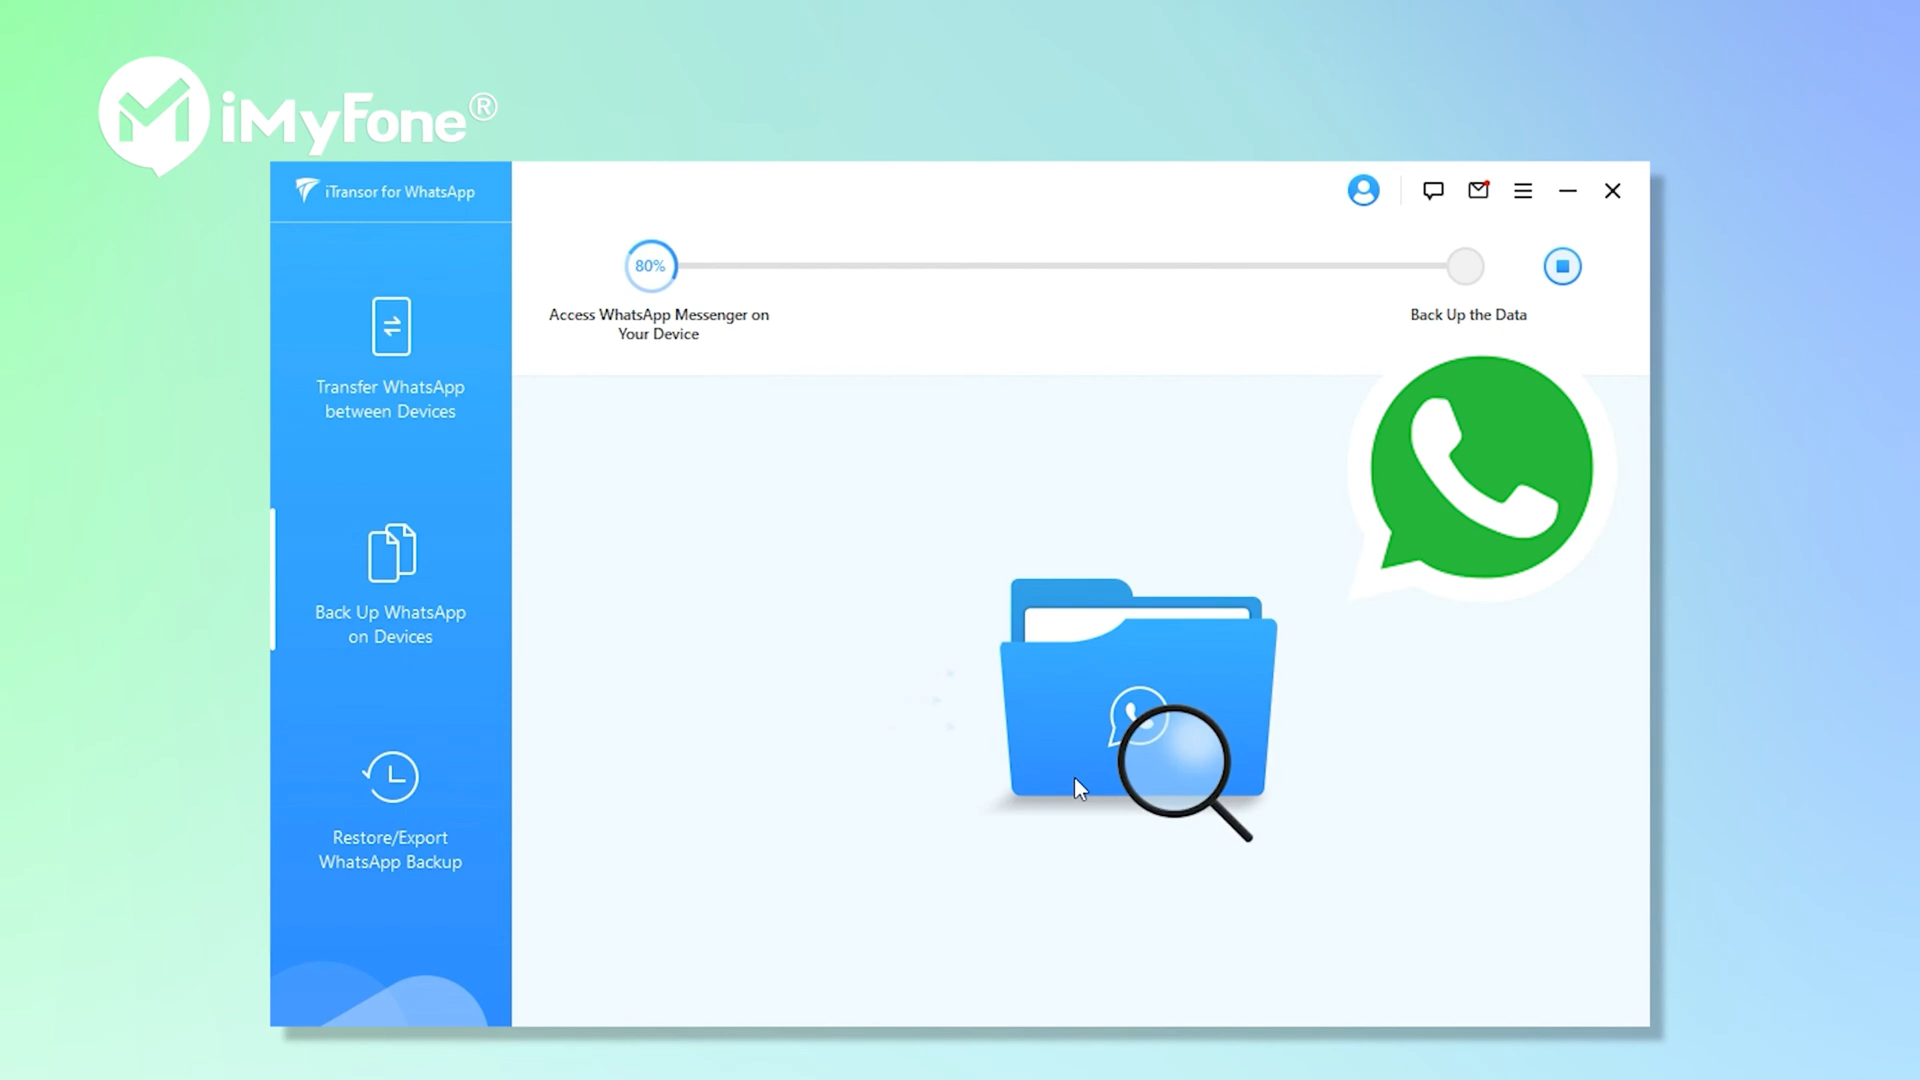 iMyFone®
iTransor for WhatsApp
80%
Access WhatsApp Messenger on
Your Device
Back Up the Data
Transfer WhatsApp
between Devices
Back Up WhatsApp
on Devices
Restore/Export
WhatsApp Backup